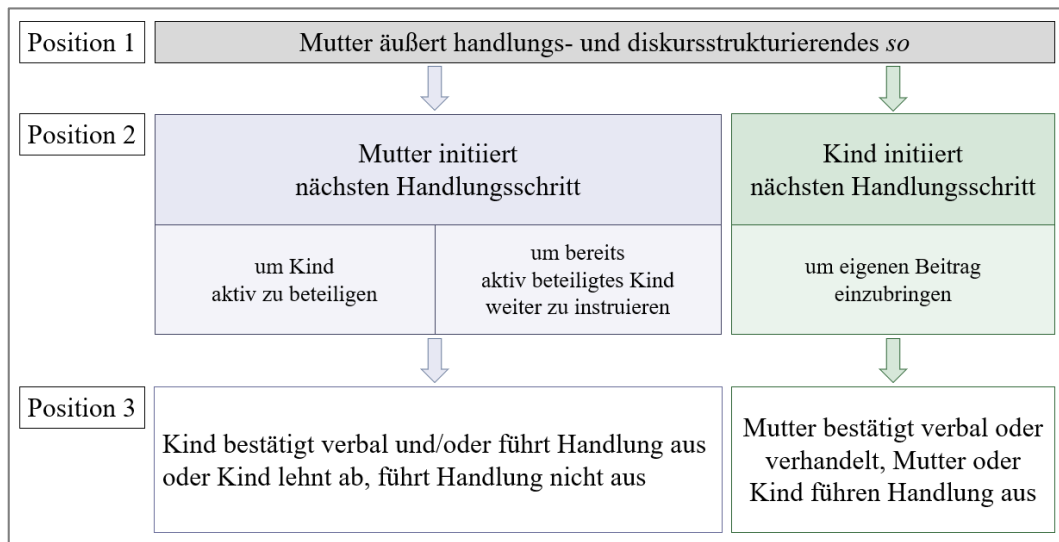 Position 1
Mutter äußert handlungs- und diskursstrukturierendes so
Position 2
Mutter initiiert
nächsten Handlungsschritt
Kind initiiert
nächsten Handlungsschritt
um Kind
aktiv zu beteiligen
um bereits
aktiv beteiligtes Kind
weiter zu instruieren
um eigenen Beitrag
einzubringen
Position 3
Kind bestätigt verbal und/oder führt Handlung aus
oder Kind lehnt ab, führt Handlung nicht aus
Mutter bestätigt verbal oder
verhandelt, Mutter oder
Kind führen Handlung aus